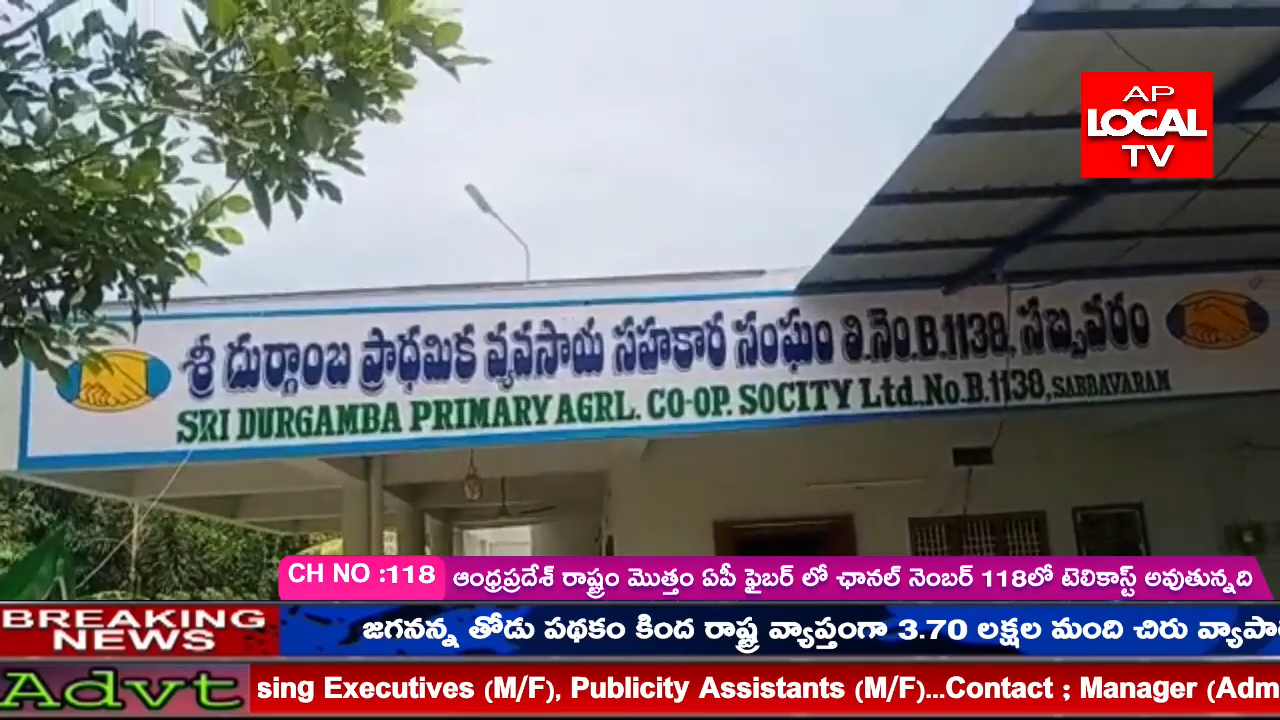 AP
LOCAL
TV
శ్రీ దుర్గాంబ ప్రాధమిక వ్యవసాయ సహకార సంఘం లి.నెం.B.1138, సబ్బవరం
SRI DURGAMBA PRIMARY AGRL. CO-OP. SOCITY Ltd.,No.B.1138, SABBAVARAM
CH NO :118 ఆంధ్రప్రదేశ్ రాష్ట్రం మొత్తం ఏపీ ఫైబర్ లో ఛానల్ నెంబర్ 118లో టెలికాస్ట్ అవుతున్నది
BREAKING
NEWS
జగనన్న తోడు పథకం కింద రాష్ట్ర వ్యాప్తంగా 3.70 లక్షల మంది చిరు
Advt
sing Executives (M/F), Publicity Assistants (M/F)...Contact ; Manager (Adm